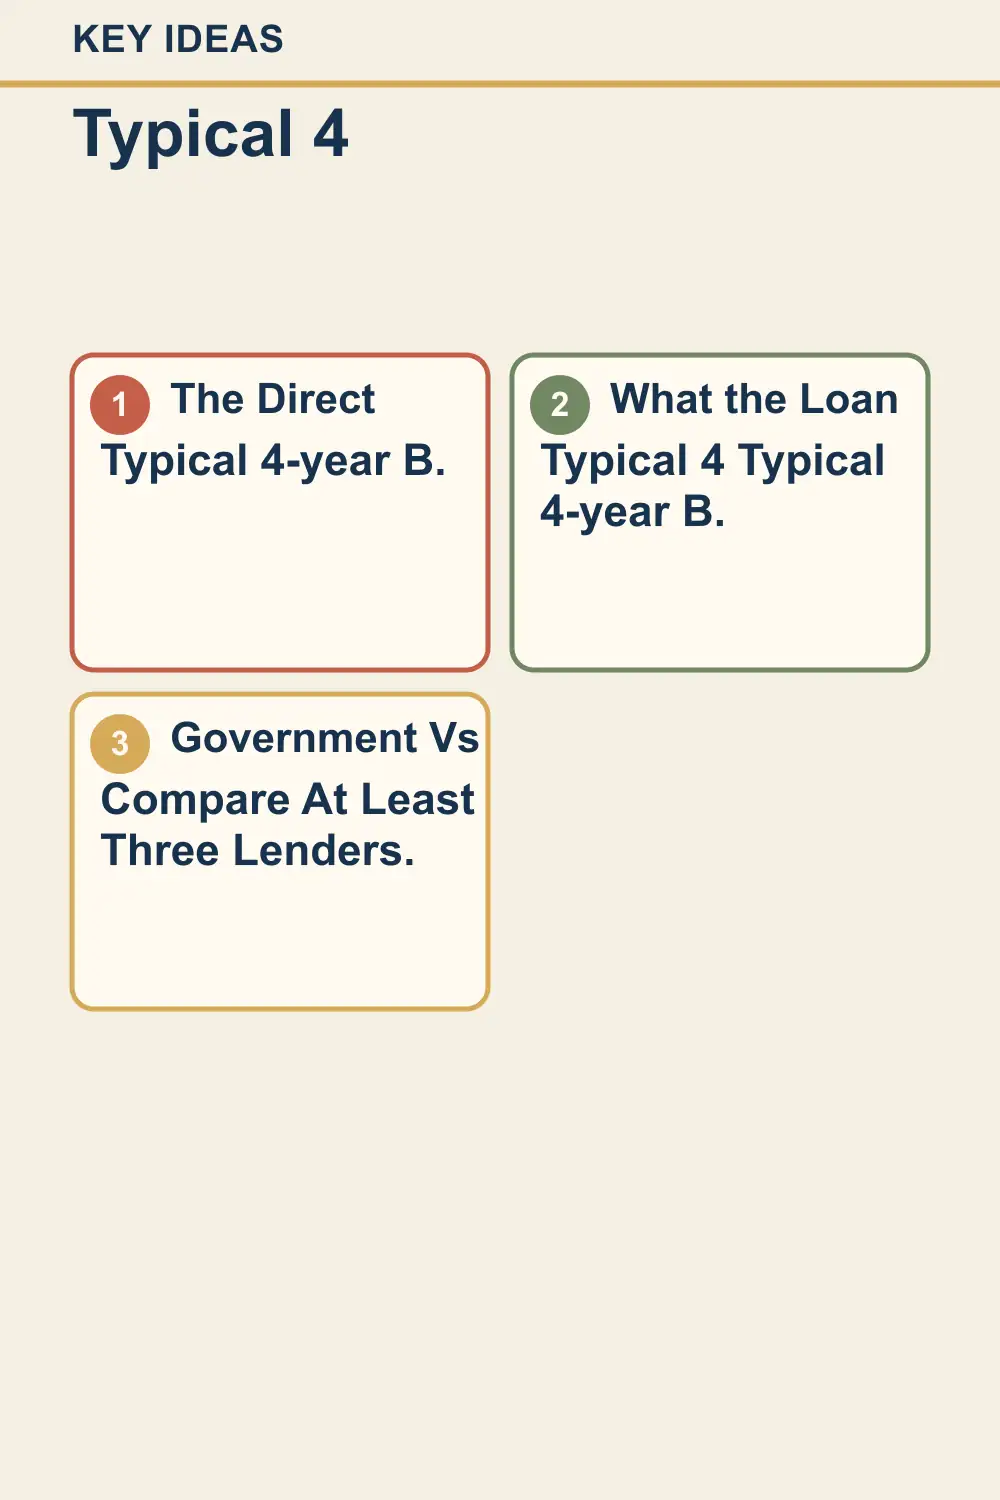 KEY IDEAS
Typical 4
1 The Direct
Typical 4-year B.
2 What the Loan
Typical 4 Typical
4-year B.
3 Government Vs
Compare At Least
Three Lenders.